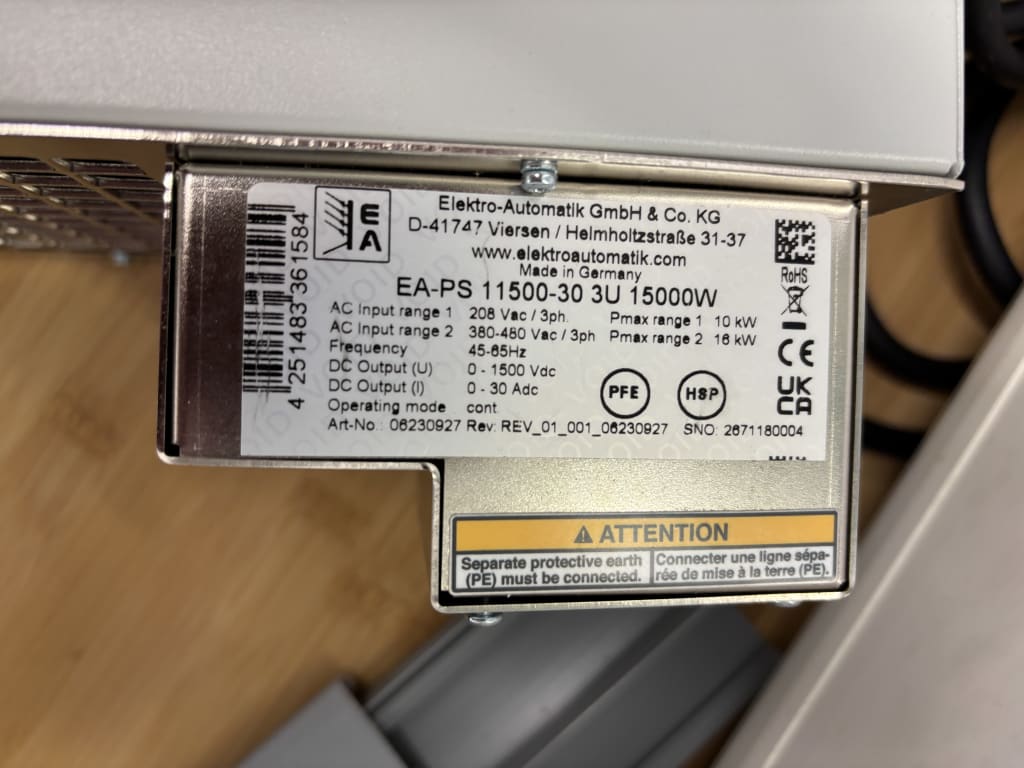 4 251483 361584
EA
Elektro-Automatik GmbH & Co. KG
D-41747 Viersen / Helmholtzstraße 31-37
www.elektroautomatik.com
Made in Germany
EA-PS 11500-30 3U 15000W
AC Input range 1 208 Vac / 3ph. Pmax range 1 10 kW
AC Input range 2 380-480 Vac / 3ph Pmax range 2 16 kW
Frequency 45-65Hz
DC Output (U) 0 - 1500 Vdc
DC Output (I) 0 - 30 Adc
Operating mode cont.
Art-No.: 06230927 Rev: REV_01_001_06230927 SNO: 2671180004
PFE
HSP
RoHS
CE
UK
CA
ATTENTION
Separate protective earth
(PE) must be connected.
Connecter une ligne sépa-
rée de mise à la terre (PE).